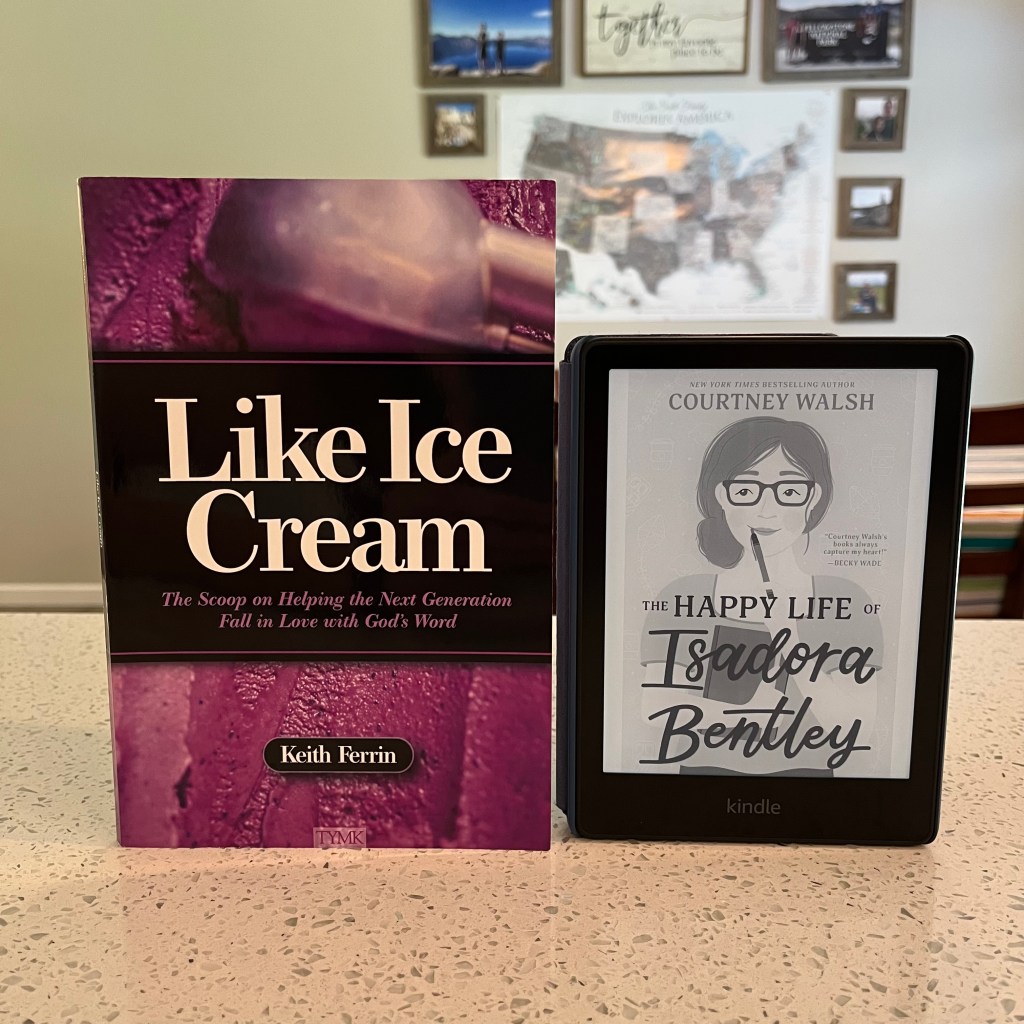 together
Like Ice
Cream
The Scoop on Helping the Next Generation
Fall in Love with God's Word
Keith Ferrin
TYMK
NEW YORK TIMES BESTSELLING AUTHOR
COURTNEY WALSH
"Courtney Walsh's
books always
capture my heart!"
—BECKY WADE
THE HAPPY LIFE OF
Isadora
Bentley
kindle